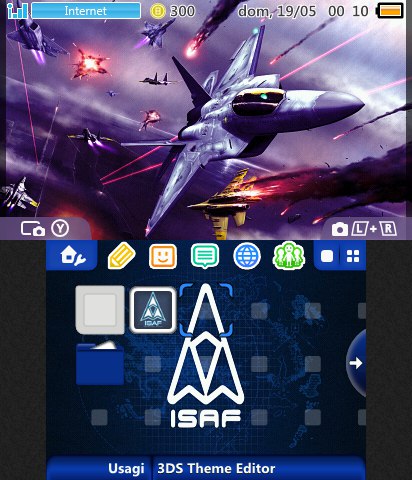 Internet
B 300
dom, 19/05
00 10
Y
L+R
ISAF
ISAF
Usagi
3DS Theme Editor